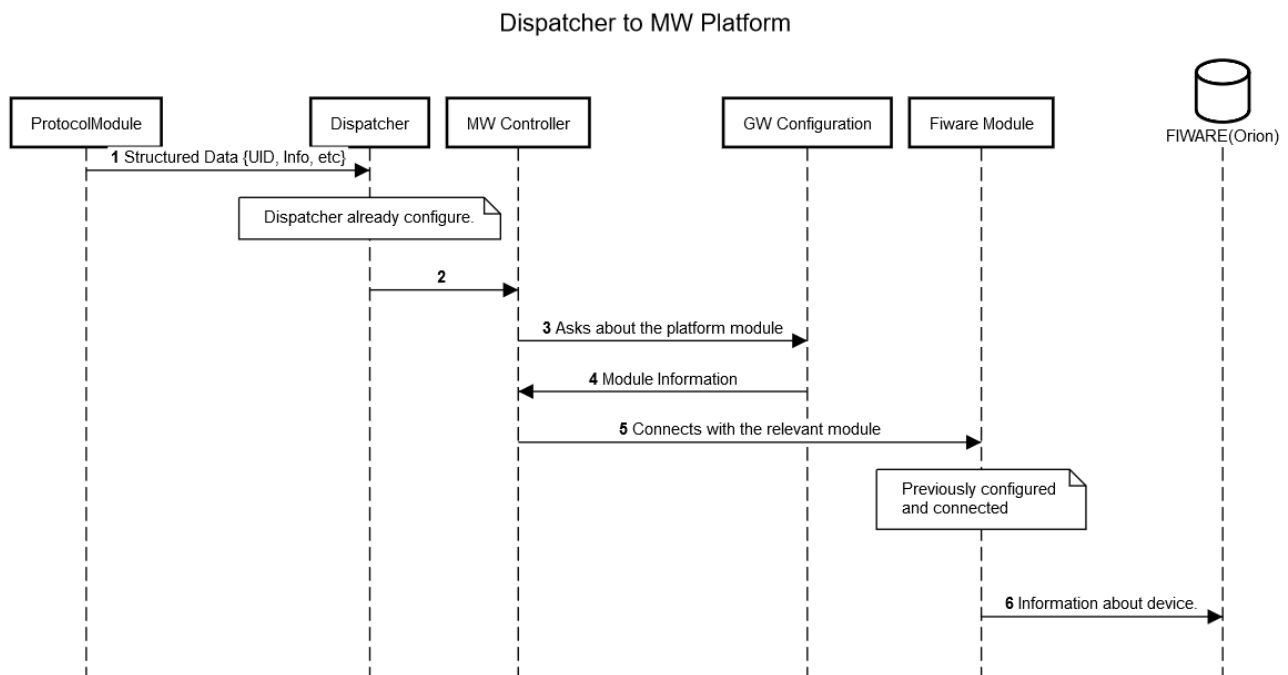 Dispatcher to MW Platform
ProtocolModule
Dispatcher
MW Controller
GW Configuration
Fiware Module
FIWARE(Orion)
1 Structured Data {UID, Info, etc}
Dispatcher already configure.
2
3 Asks about the platform module
4 Module Information
5 Connects with the relevant module
Previously configured
and connected
6 Information about device.